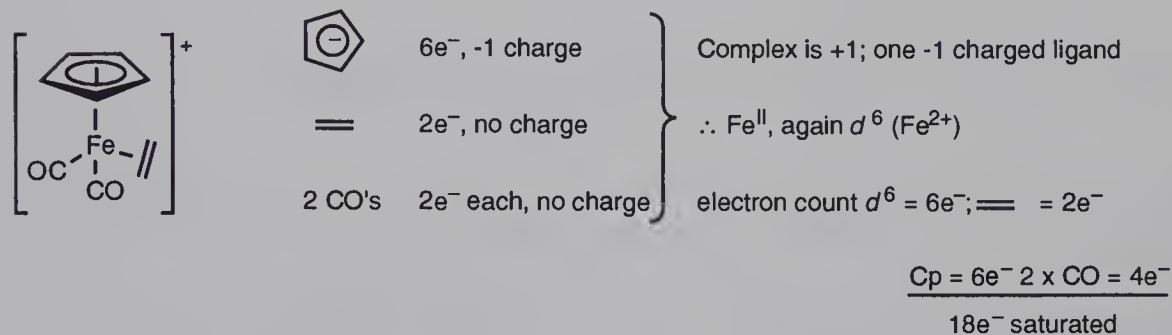 +
Fe
OC
CO
−
6e⁻, -1 charge
Complex is +1; one -1 charged ligand
2e⁻, no charge
∴ Fe^II, again d⁶ (Fe²⁺)
2 CO's 2e⁻ each, no charge
electron count d⁶ = 6e⁻; = 2e⁻
Cp = 6e⁻ 2 x CO = 4e⁻
18e⁻ saturated